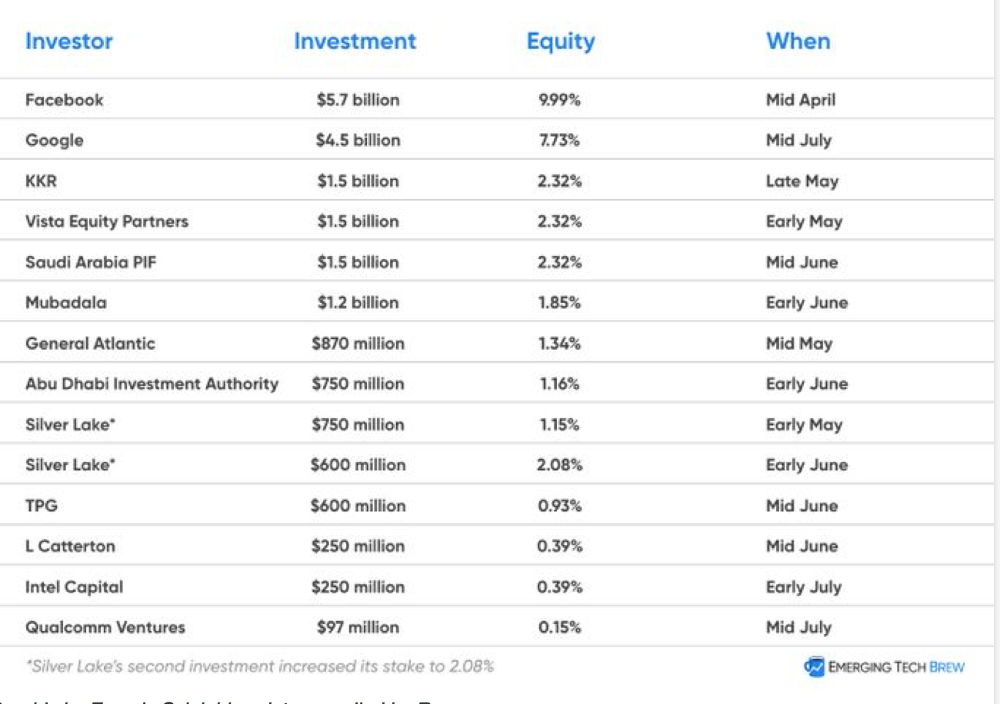 Investor Investment Equity When
Facebook $5.7 billion 9.99% Mid April
Google $4.5 billion 7.73% Mid July
KKR $1.5 billion 2.32% Late May
Vista Equity Partners $1.5 billion 2.32% Early May
Saudi Arabia PIF $1.5 billion 2.32% Mid June
Mubadala $1.2 billion 1.85% Early June
General Atlantic $870 million 1.34% Mid May
Abu Dhabi Investment Authority $750 million 1.16% Early June
Silver Lake* $750 million 1.15% Early May
Silver Lake* $600 million 2.08% Early June
TPG $600 million 0.93% Mid June
L Catterton $250 million 0.39% Mid June
Intel Capital $250 million 0.39% Early July
Qualcomm Ventures $97 million 0.15% Mid July
*Silver Lake's second investment increased its stake to 2.08% EMERGING TECH BREW